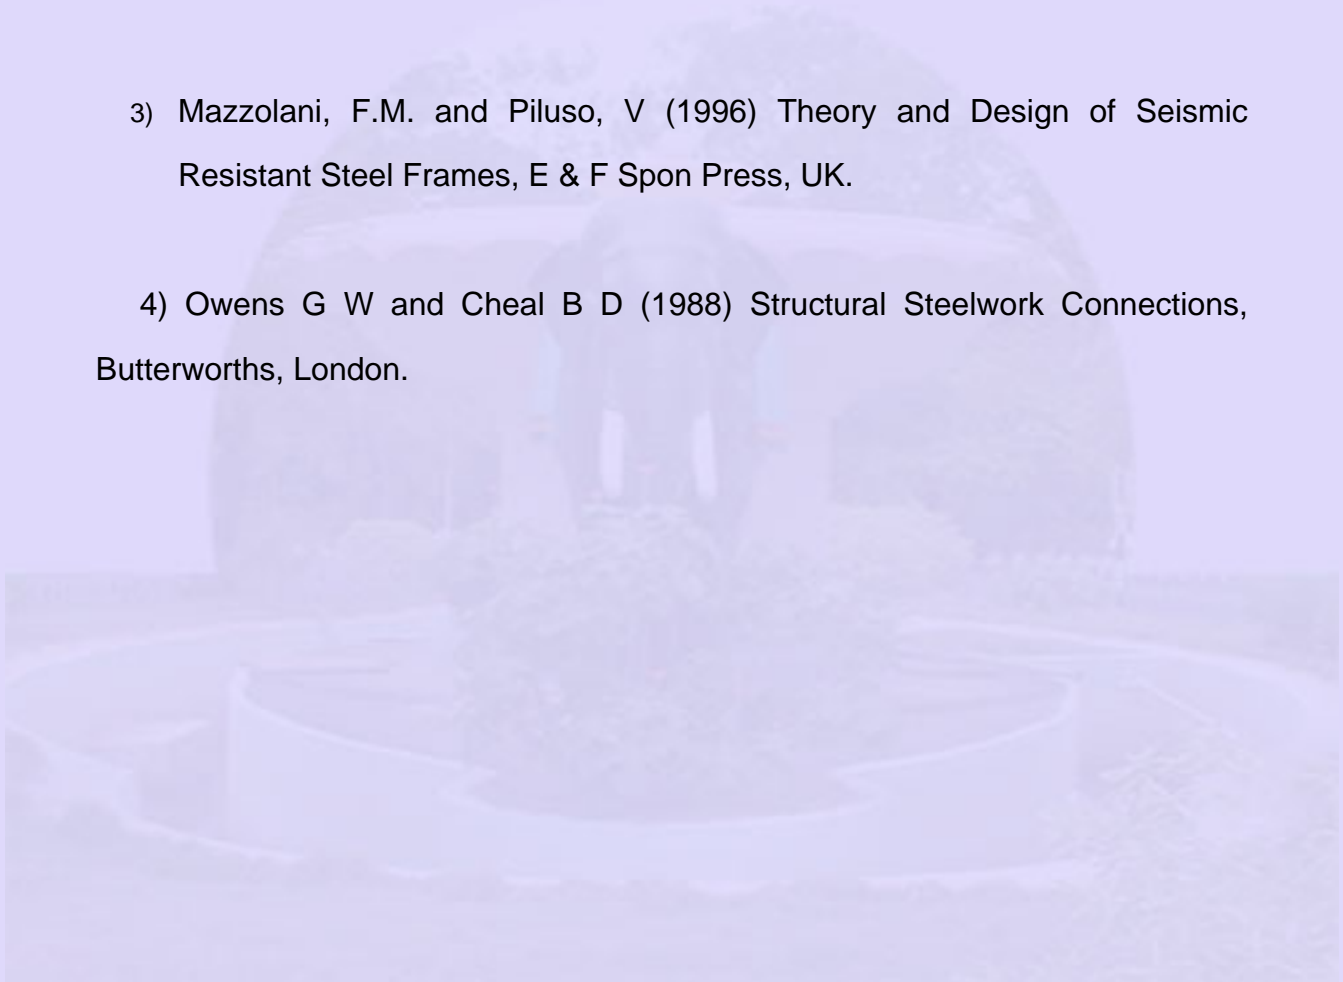 3) Mazzolani, F.M. and Piluso, V (1996) Theory and Design of Seismic
Resistant Steel Frames, E & F Spon Press, UK.
4) Owens G W and Cheal B D (1988) Structural Steelwork Connections,
Butterworths, London.